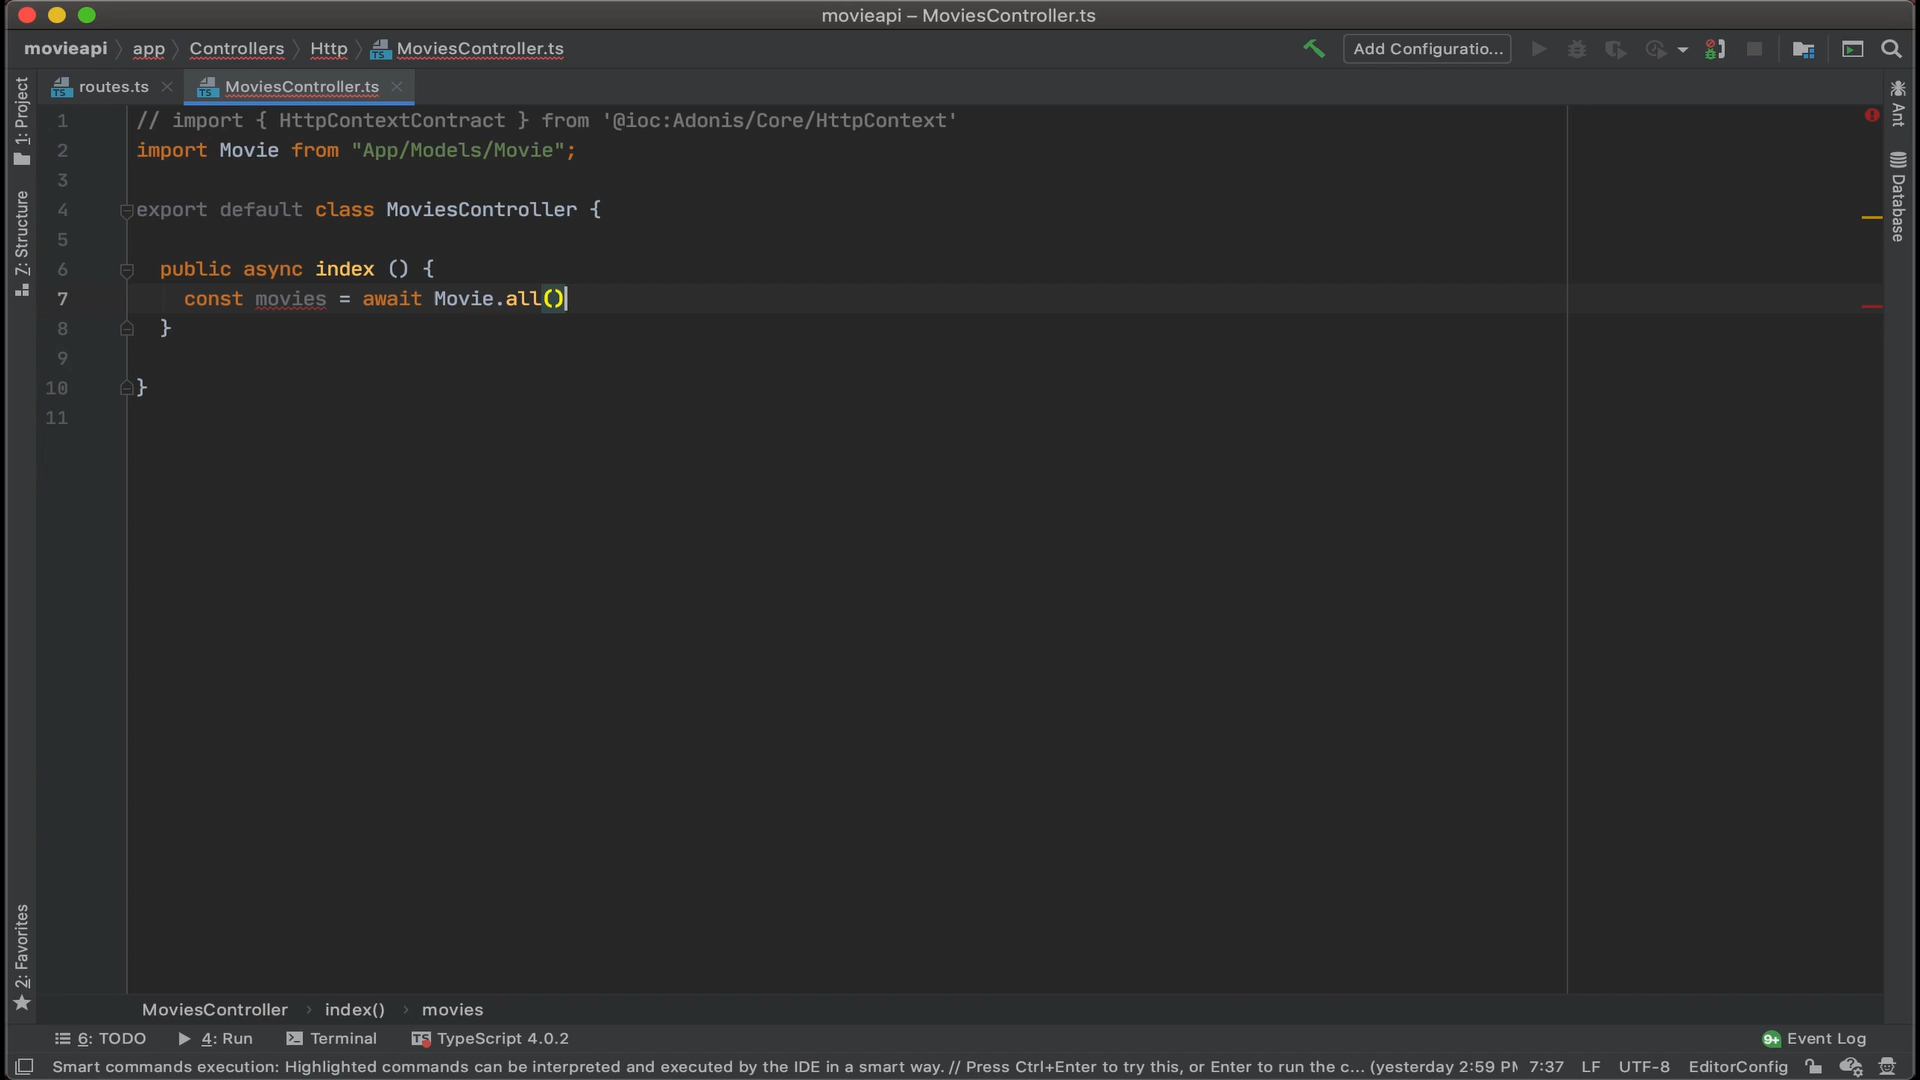 movieapi – MoviesController.ts
movieapi app Controllers Http MoviesController.ts
Add Configuratio...
routes.ts
MoviesController.ts
1: Project
Z: Structure
2: Favorites
Ant
Database
1 // import { HttpContextContract } from '@ioc:Adonis/Core/HttpContext'
2 import Movie from "App/Models/Movie";
3
4 export default class MoviesController {
5
6 public async index () {
7 const movies = await Movie.all()
8 }
9
10 }
11
MoviesController › index() › movies
6: TODO 4: Run Terminal TypeScript 4.0.2
9+ Event Log
Smart commands execution: Highlighted commands can be interpreted and executed by the IDE in a smart way. // Press Ctrl+Enter to try this, or Enter to run the c... (yesterday 2:59 PM 7:37 LF UTF-8 EditorConfig